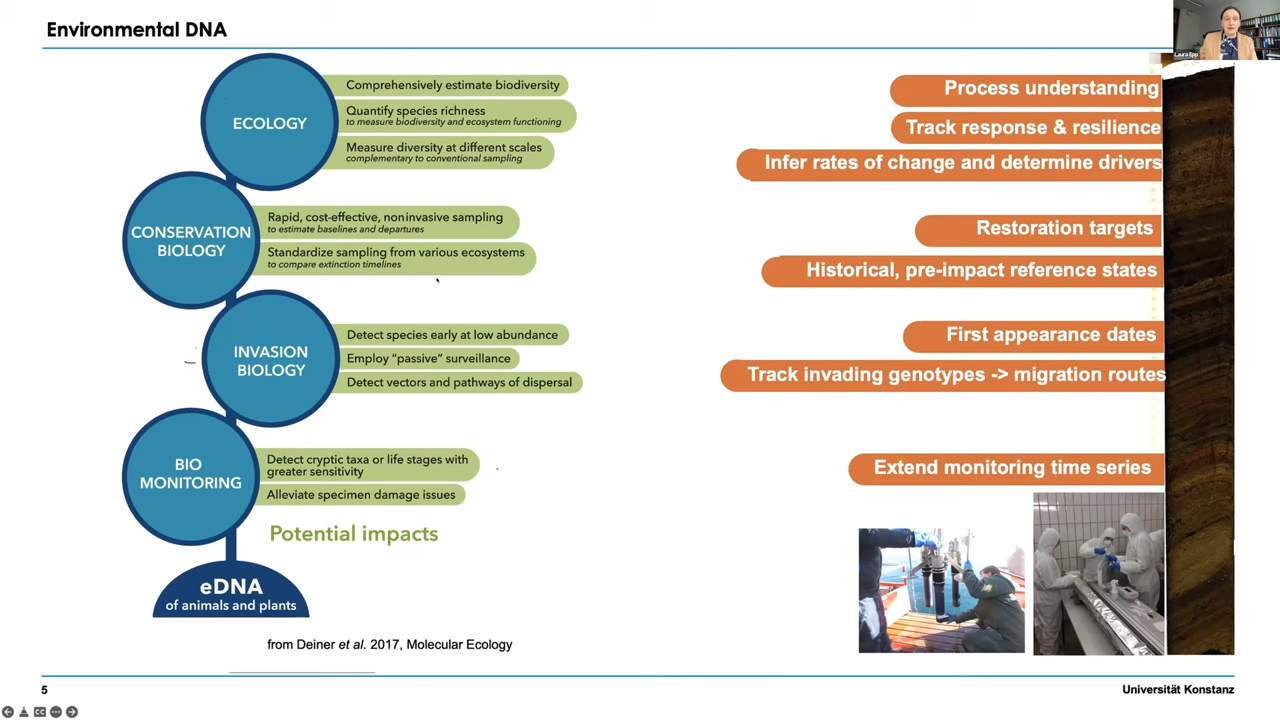 Environmental DNA
Laura Epp
ECOLOGY
Comprehensively estimate biodiversity
Quantify species richness
to measure biodiversity and ecosystem functioning
Measure diversity at different scales
complementary to conventional sampling
CONSERVATION
BIOLOGY
Rapid, cost-effective, noninvasive sampling
to estimate baselines and departures
Standardize sampling from various ecosystems
to compare extinction timelines
INVASION
BIOLOGY
Detect species early at low abundance
Employ “passive” surveillance
Detect vectors and pathways of dispersal
BIO
MONITORING
Detect cryptic taxa or life stages with
greater sensitivity
Alleviate specimen damage issues
Potential impacts
eDNA
of animals and plants
from Deiner et al. 2017, Molecular Ecology
Process understanding
Track response & resilience
Infer rates of change and determine drivers
Restoration targets
Historical, pre-impact reference states
First appearance dates
Track invading genotypes -> migration routes
Extend monitoring time series
5
Universität Konstanz
CC